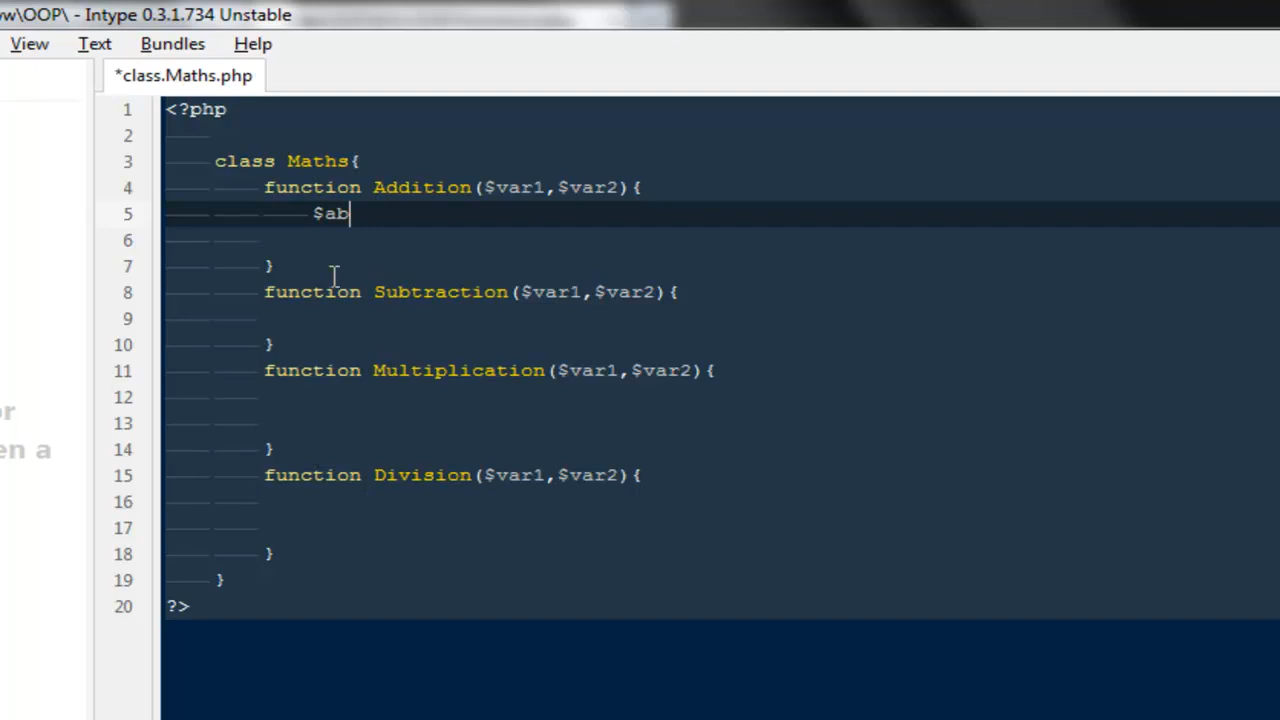 w\OOP\ - Intype 0.3.1.734 Unstable
View Text Bundles Help
*class.Maths.php
1 <?php
2
3 class Maths{
4 function Addition($var1,$var2){
5 $ab
6
7 }
8 function Subtraction($var1,$var2){
9
10 }
11 function Multiplication($var1,$var2){
12
13
14 }
15 function Division($var1,$var2){
16
17
18 }
19 }
20 ?>
or
en a